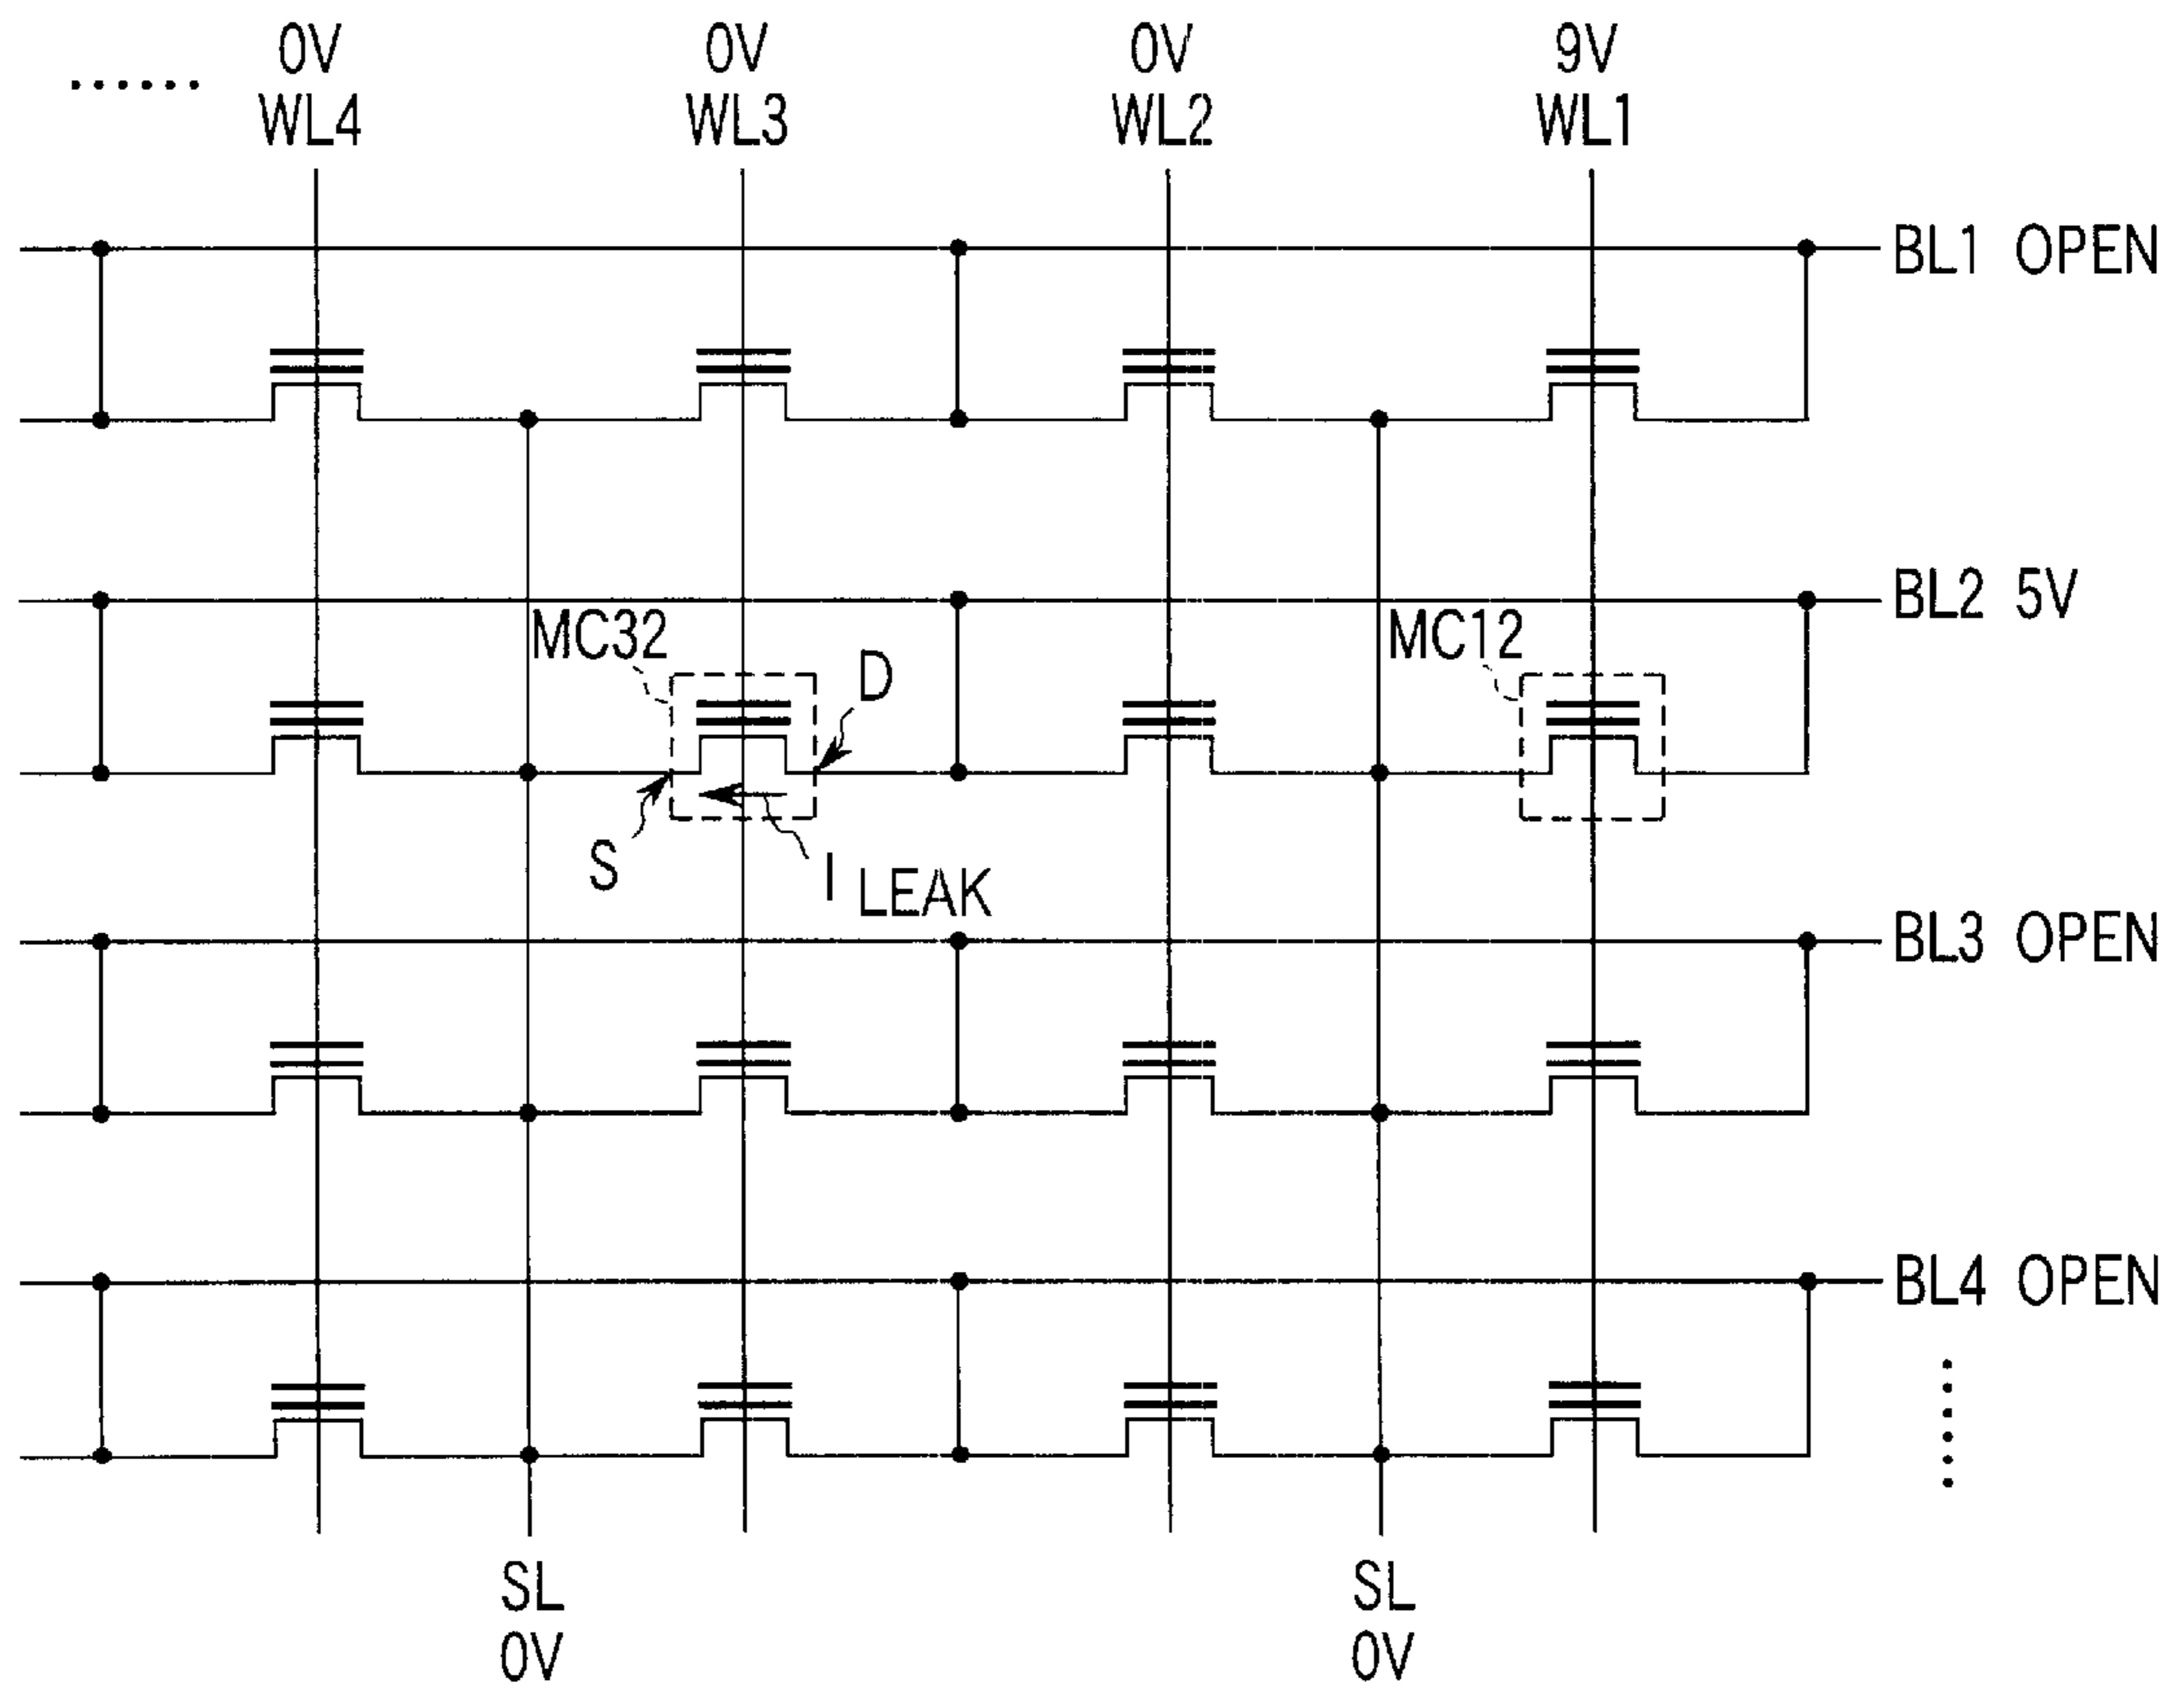 0V 0V 0V 9V
...... WL4 WL3 WL2 WL1
BL1 OPEN
BL2 5V
MC32 MC12
D
S
I LEAK
BL3 OPEN
BL4 OPEN
SL SL
0V 0V